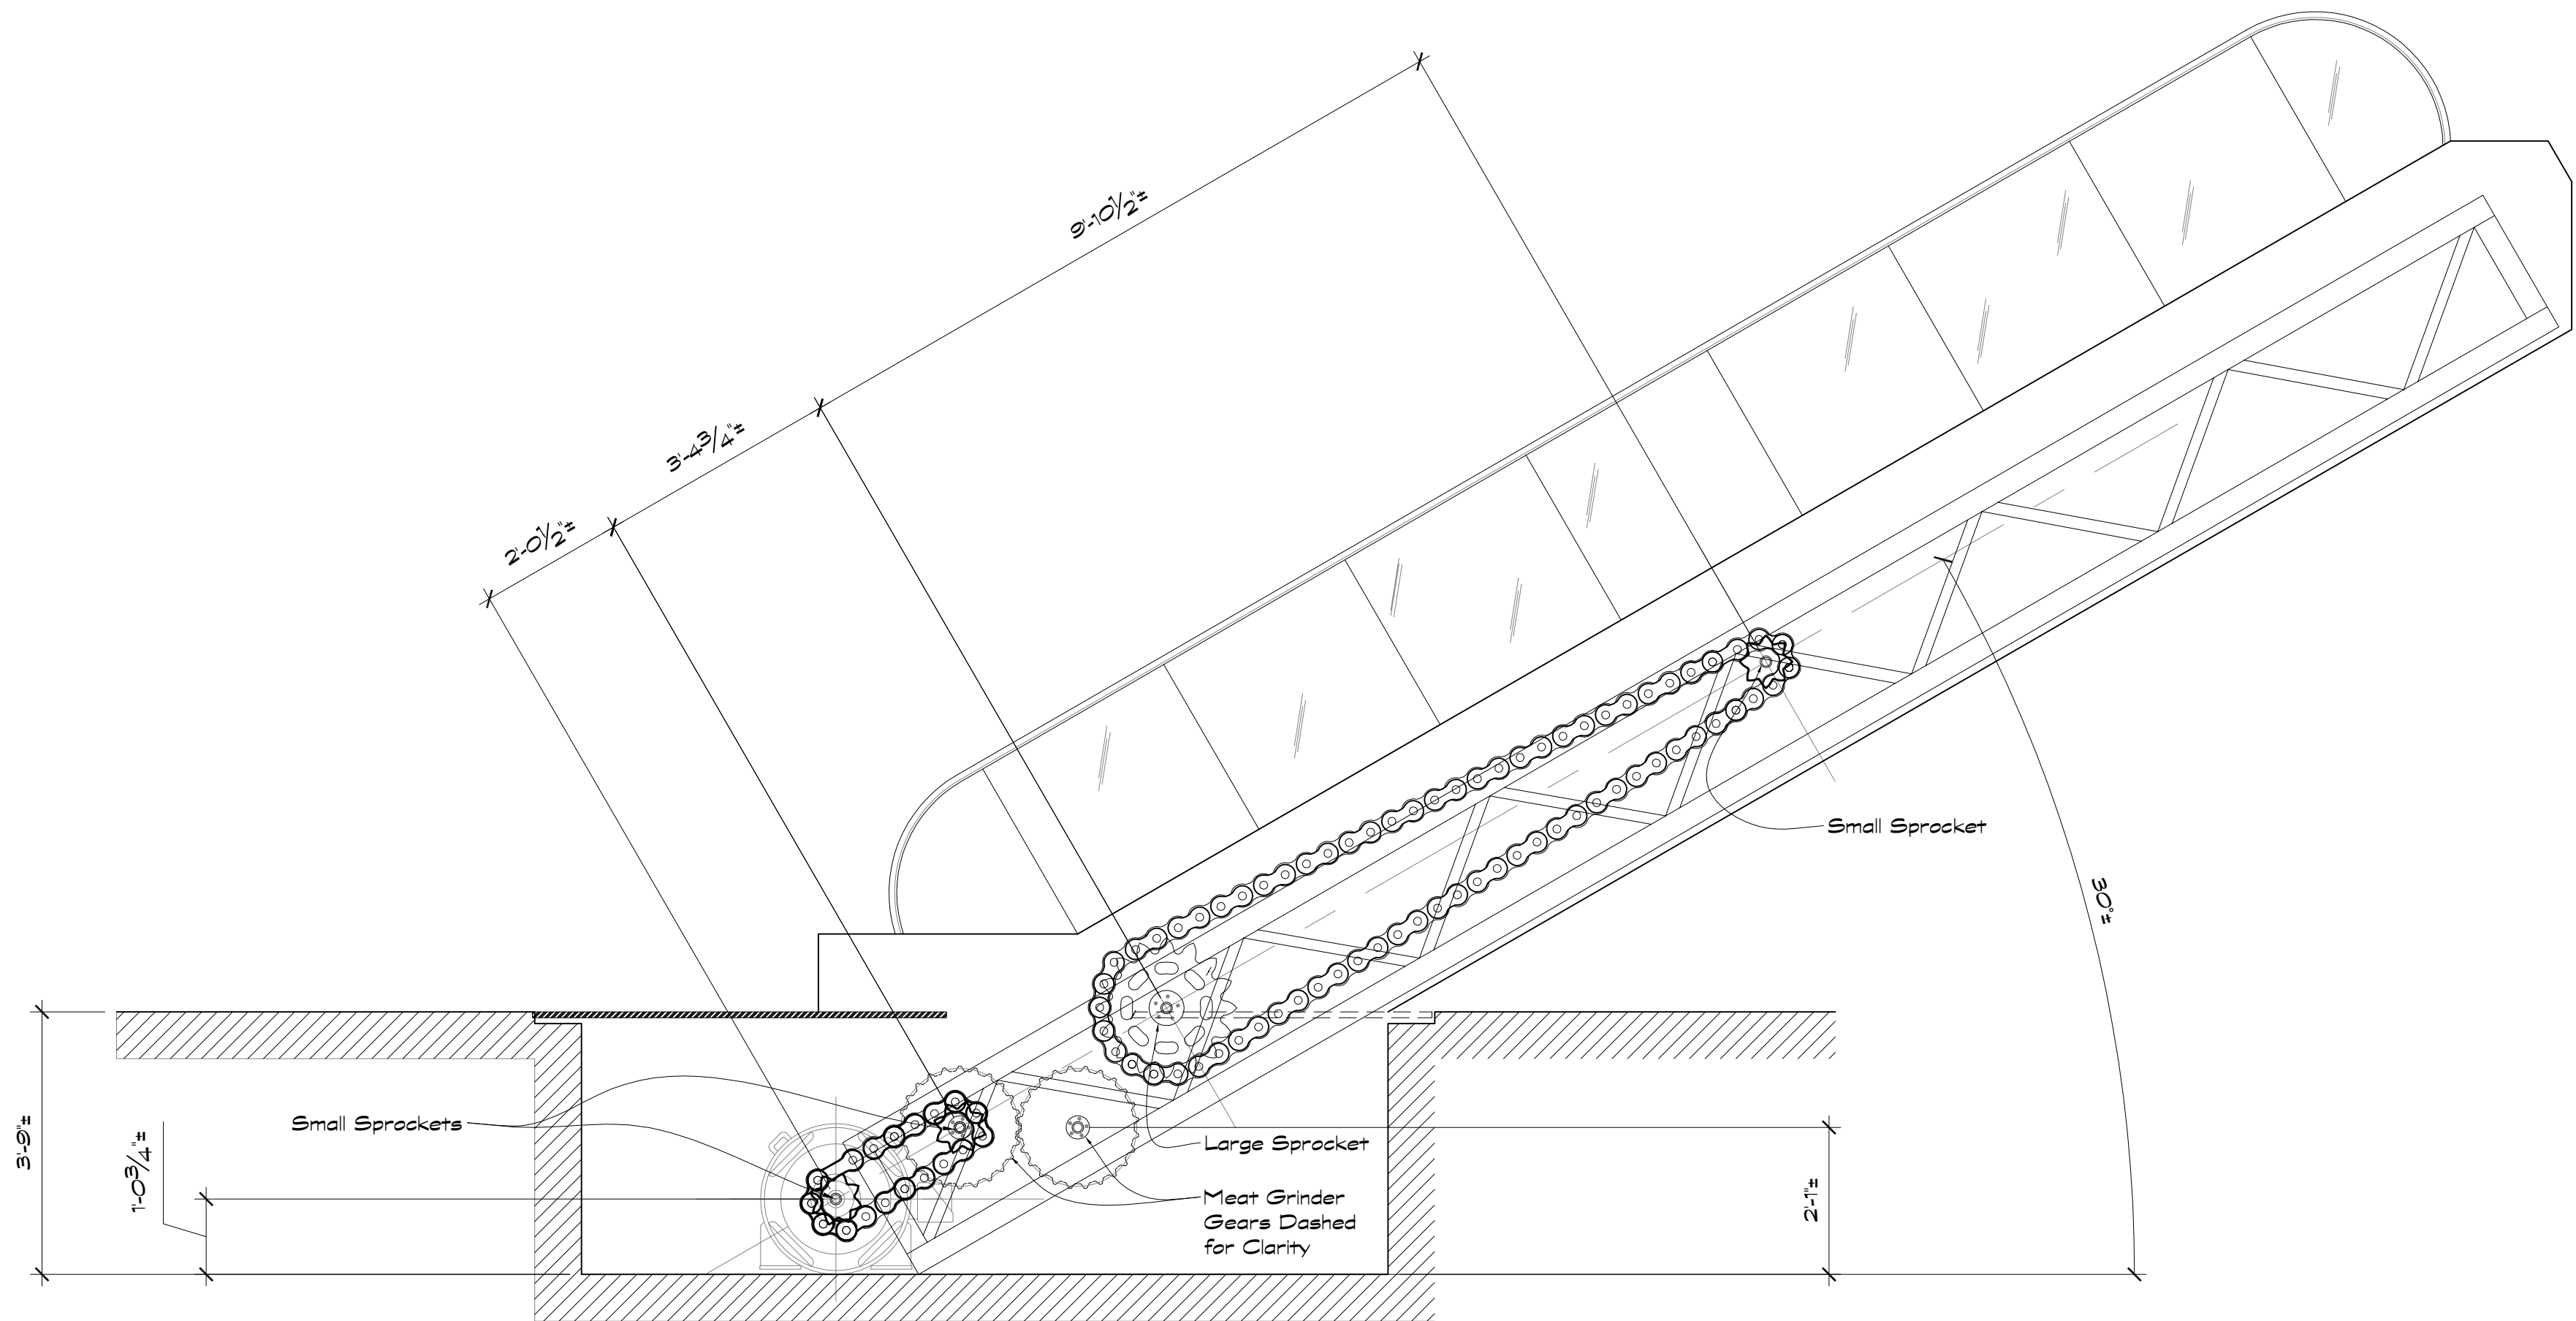 9'-10½"±
3'-4¾"±
2'-0½"±
Small Sprocket
30°±
Small Sprockets
3'-9"±
1'-0¾"±
Large Sprocket
Meat Grinder
Gears Dashed
for Clarity
2'-1"±